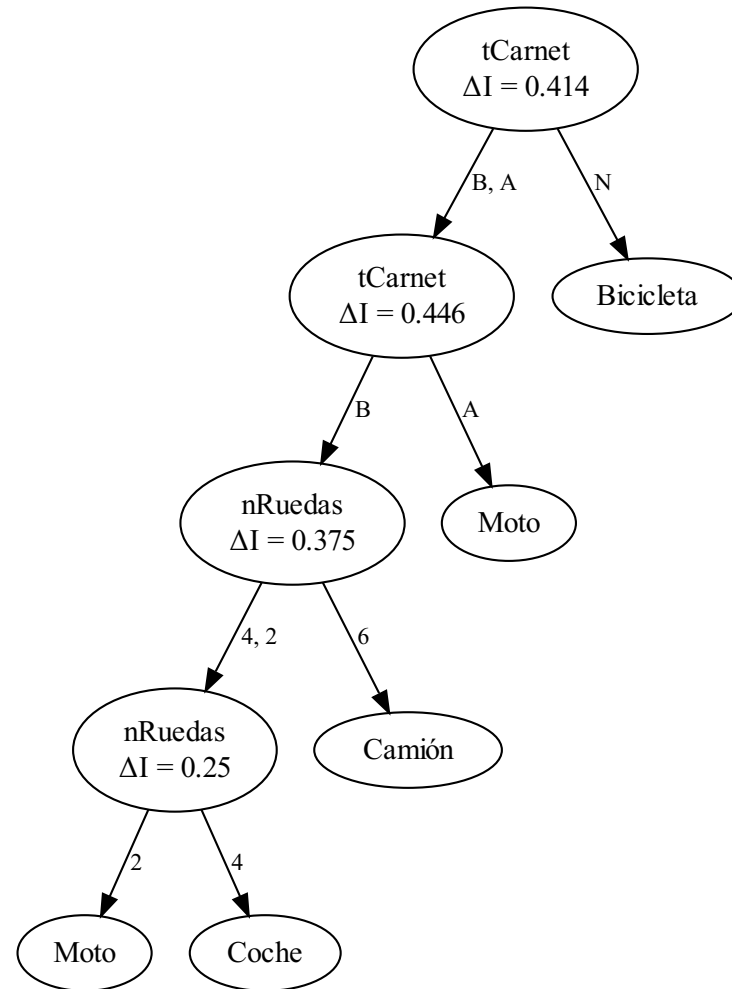 tCarnet
ΔI = 0.414
B, A
N
tCarnet
ΔI = 0.446
Bicicleta
B
A
nRuedas
ΔI = 0.375
Moto
4, 2
6
nRuedas
ΔI = 0.25
Camión
2
4
Moto
Coche